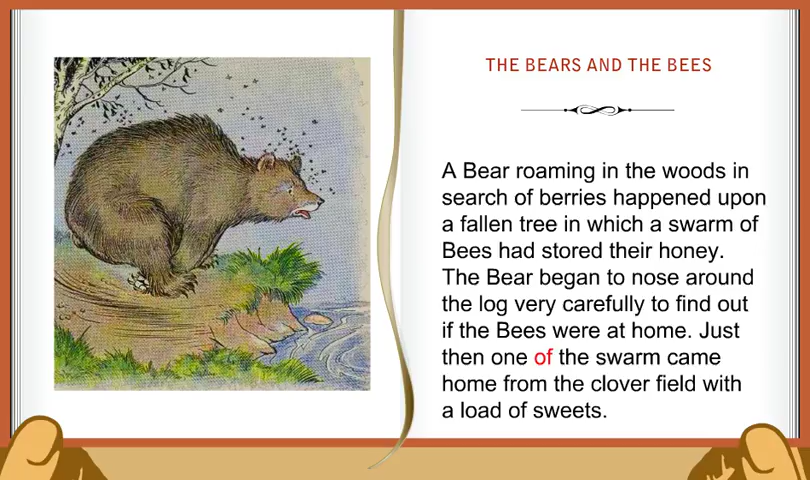 THE BEARS AND THE BEES
A Bear roaming in the woods in
search of berries happened upon
a fallen tree in which a swarm of
Bees had stored their honey.
The Bear began to nose around
the log very carefully to find out
if the Bees were at home. Just
then one of the swarm came
home from the clover field with
a load of sweets.